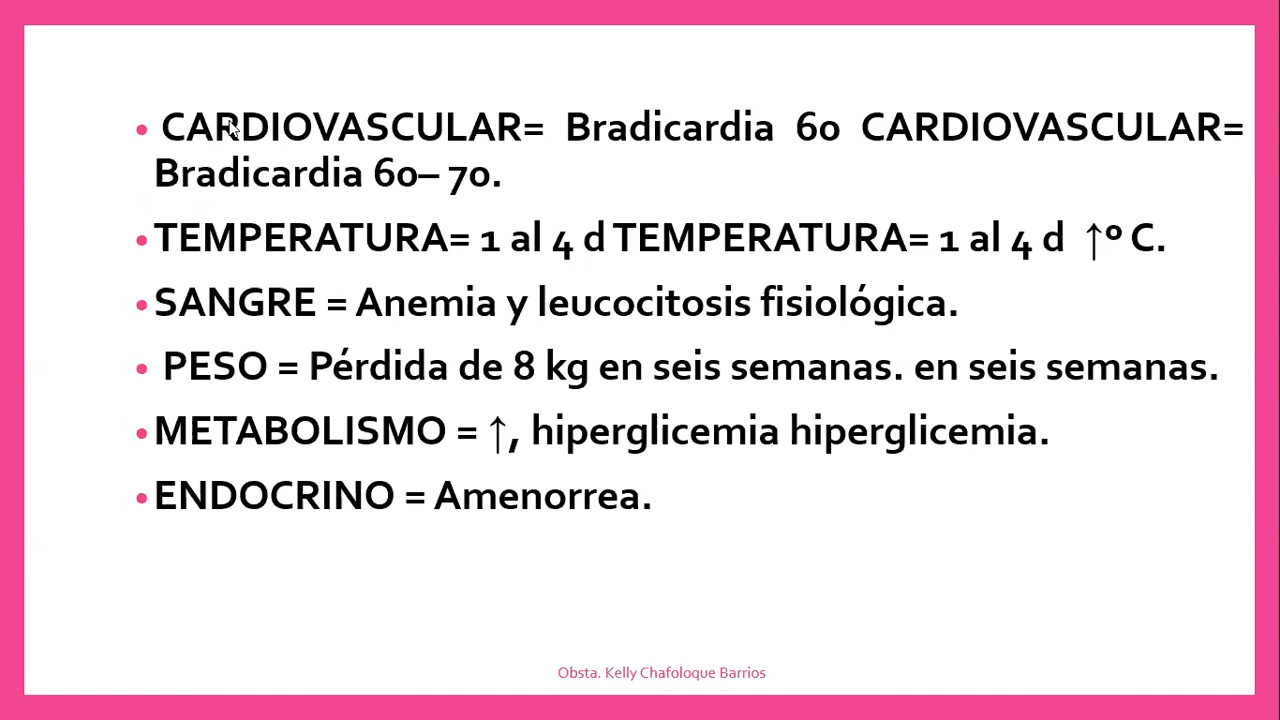 • CARDIOVASCULAR= Bradicardia 60 CARDIOVASCULAR=
Bradicardia 60– 70.
• TEMPERATURA= 1 al 4 d TEMPERATURA= 1 al 4 d ↑º C.
• SANGRE = Anemia y leucocitosis fisiológica.
• PESO = Pérdida de 8 kg en seis semanas. en seis semanas.
• METABOLISMO = ↑, hiperglicemia hiperglicemia.
• ENDOCRINO = Amenorrea.
Obsta. Kelly Chafoloque Barrios